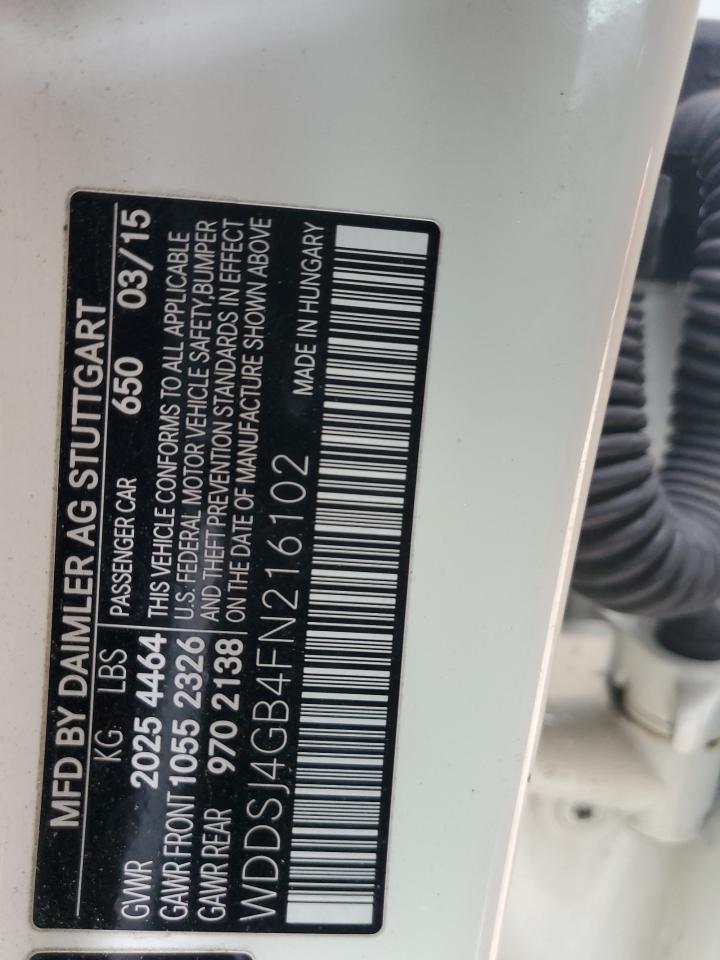 MFD BY DAIMLER AG STUTTGART
KG LBS PASSENGER CAR 650 03/15
GVWR 2025 4464 THIS VEHICLE CONFORMS TO ALL APPLICABLE
GAWR FRONT 1055 2326 U.S. FEDERAL MOTOR VEHICLE SAFETY,BUMPER
GAWR REAR 970 2138 AND THEFT PREVENTION STANDARDS IN EFFECT
ON THE DATE OF MANUFACTURE SHOWN ABOVE
WDDSJ4GB4FN216102
MADE IN HUNGARY